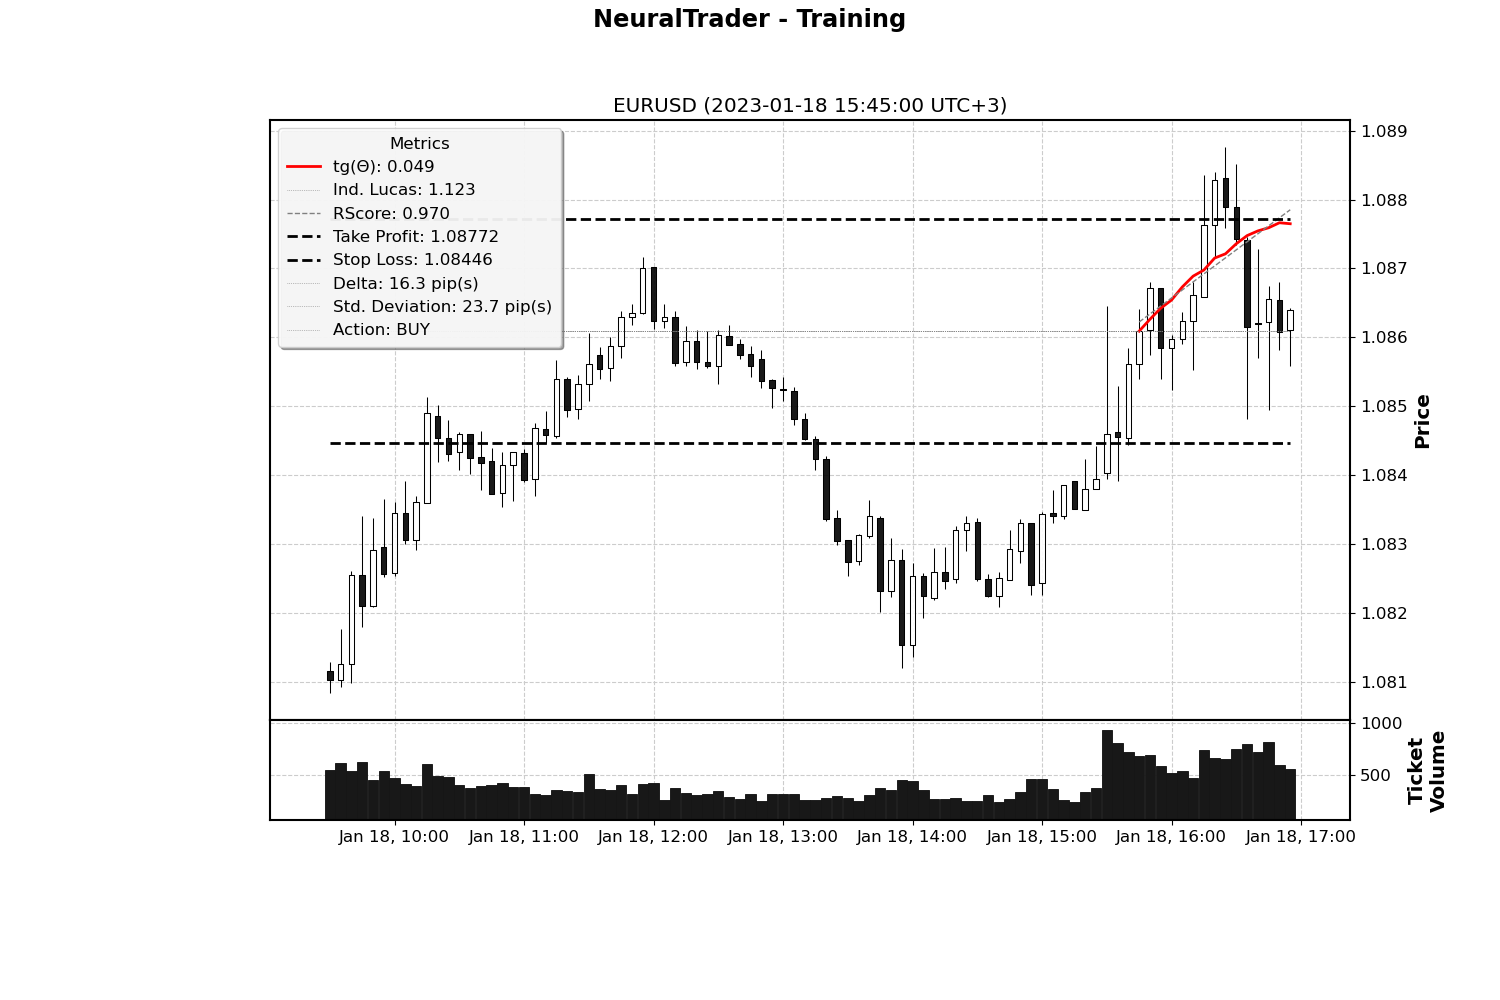 NeuralTrader - Training
EURUSD (2023-01-18 15:45:00 UTC+3)
Metrics
tg(Θ): 0.049
Ind. Lucas: 1.123
RScore: 0.970
Take Profit: 1.08772
Stop Loss: 1.08446
Delta: 16.3 pip(s)
Std. Deviation: 23.7 pip(s)
Action: BUY
1.089
1.088
1.087
1.086
1.085
1.084
1.083
1.082
1.081
Price
1000
500
Ticket
Volume
Jan 18, 10:00
Jan 18, 11:00
Jan 18, 12:00
Jan 18, 13:00
Jan 18, 14:00
Jan 18, 15:00
Jan 18, 16:00
Jan 18, 17:00